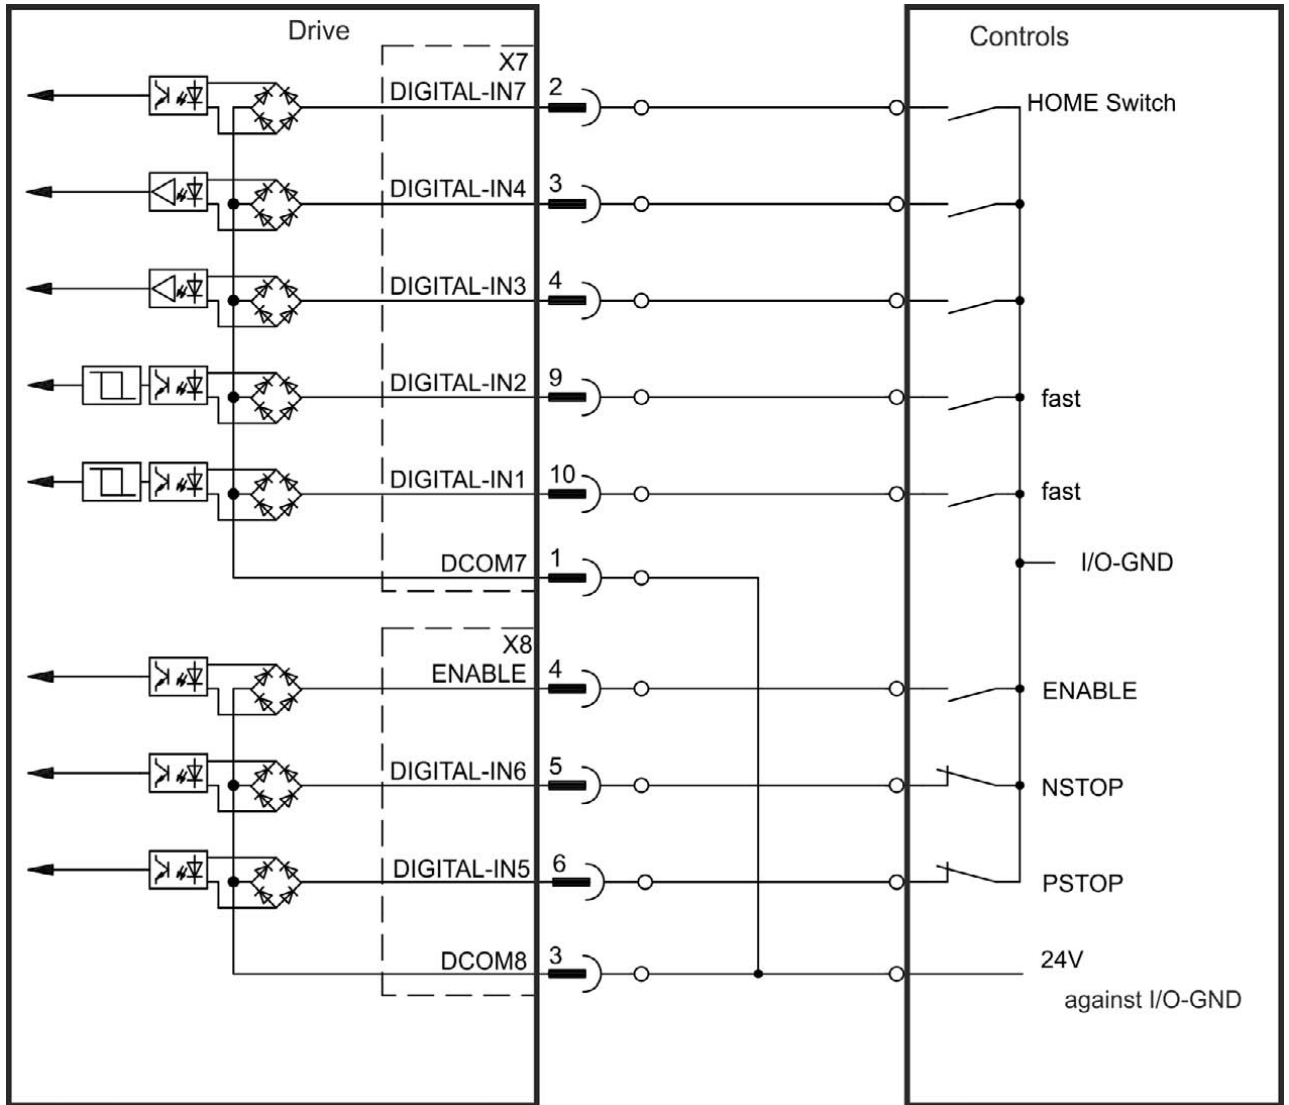 Drive
Controls
X7
DIGITAL-IN7 2
HOME Switch
DIGITAL-IN4 3
DIGITAL-IN3 4
DIGITAL-IN2 9
fast
DIGITAL-IN1 10
fast
DCOM7 1
I/O-GND
X8
ENABLE 4
ENABLE
DIGITAL-IN6 5
NSTOP
DIGITAL-IN5 6
PSTOP
DCOM8 3
24V
against I/O-GND